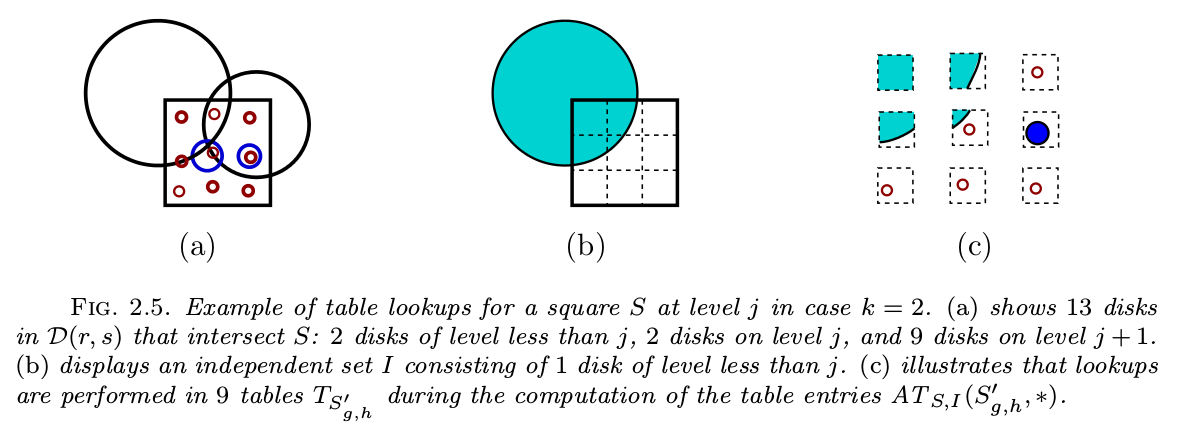 (a) (b) (c)
FIG. 2.5. Example of table lookups for a square S at level j in case k = 2. (a) shows 13 disks
in 𝒟(r, s) that intersect S: 2 disks of level less than j, 2 disks on level j, and 9 disks on level j + 1.
(b) displays an independent set I consisting of 1 disk of level less than j. (c) illustrates that lookups
are performed in 9 tables T_{S′_{g,h}} during the computation of the table entries AT_{S,I}(S′_{g,h}, ∗).